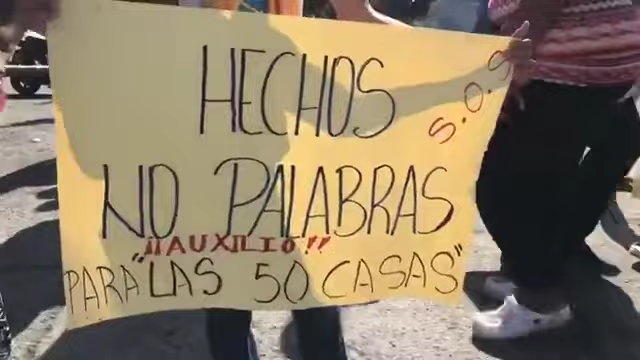 HECHOS
S.O.S
NO PALABRAS
!!AUXILIO!!
PARA "LAS 50 CASAS"